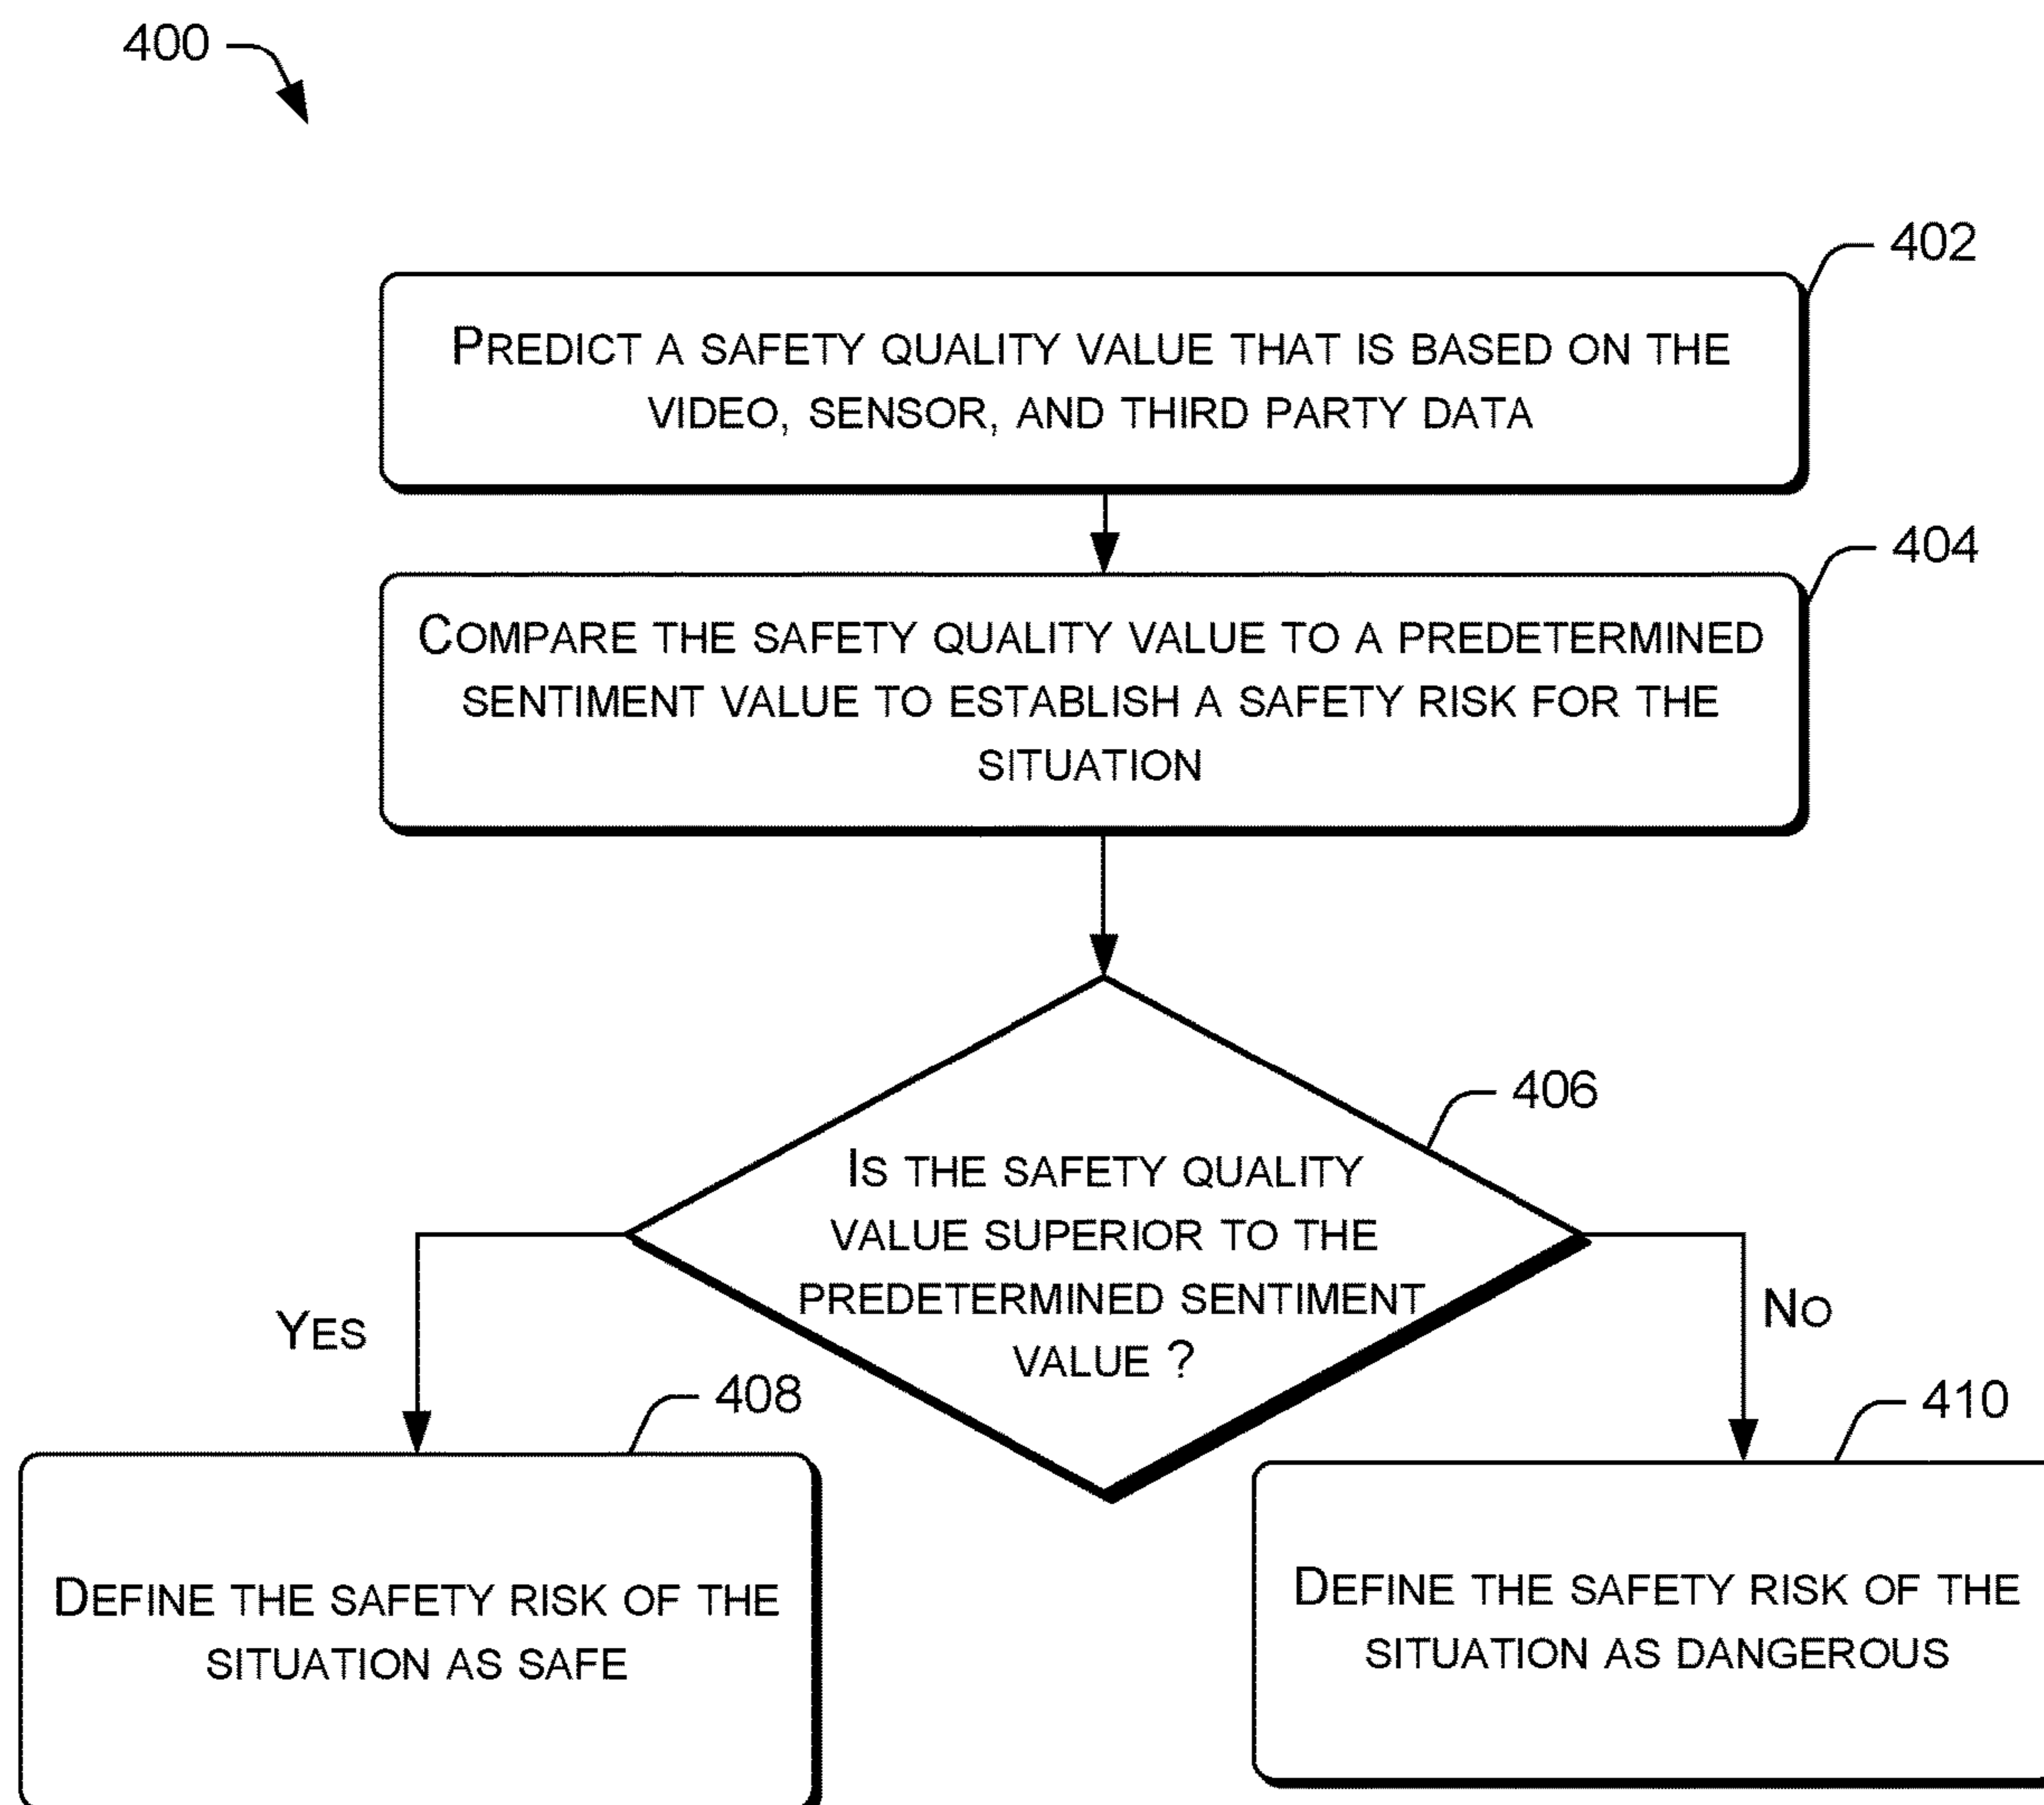 400
402
PREDICT A SAFETY QUALITY VALUE THAT IS BASED ON THE
VIDEO, SENSOR, AND THIRD PARTY DATA
404
COMPARE THE SAFETY QUALITY VALUE TO A PREDETERMINED
SENTIMENT VALUE TO ESTABLISH A SAFETY RISK FOR THE
SITUATION
406
IS THE SAFETY QUALITY
VALUE SUPERIOR TO THE
PREDETERMINED SENTIMENT
VALUE ?
YES
NO
408
DEFINE THE SAFETY RISK OF THE
SITUATION AS SAFE
410
DEFINE THE SAFETY RISK OF THE
SITUATION AS DANGEROUS